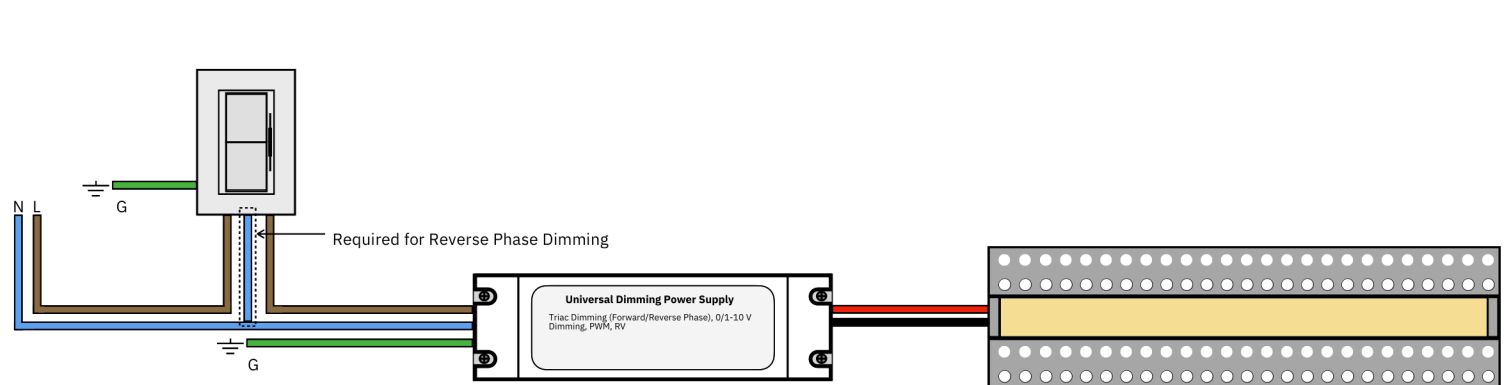 G
N L
Required for Reverse Phase Dimming
Universal Dimming Power Supply
Triac Dimming (Forward/Reverse Phase), 0/1-10 V
Dimming, PWM, RV
G